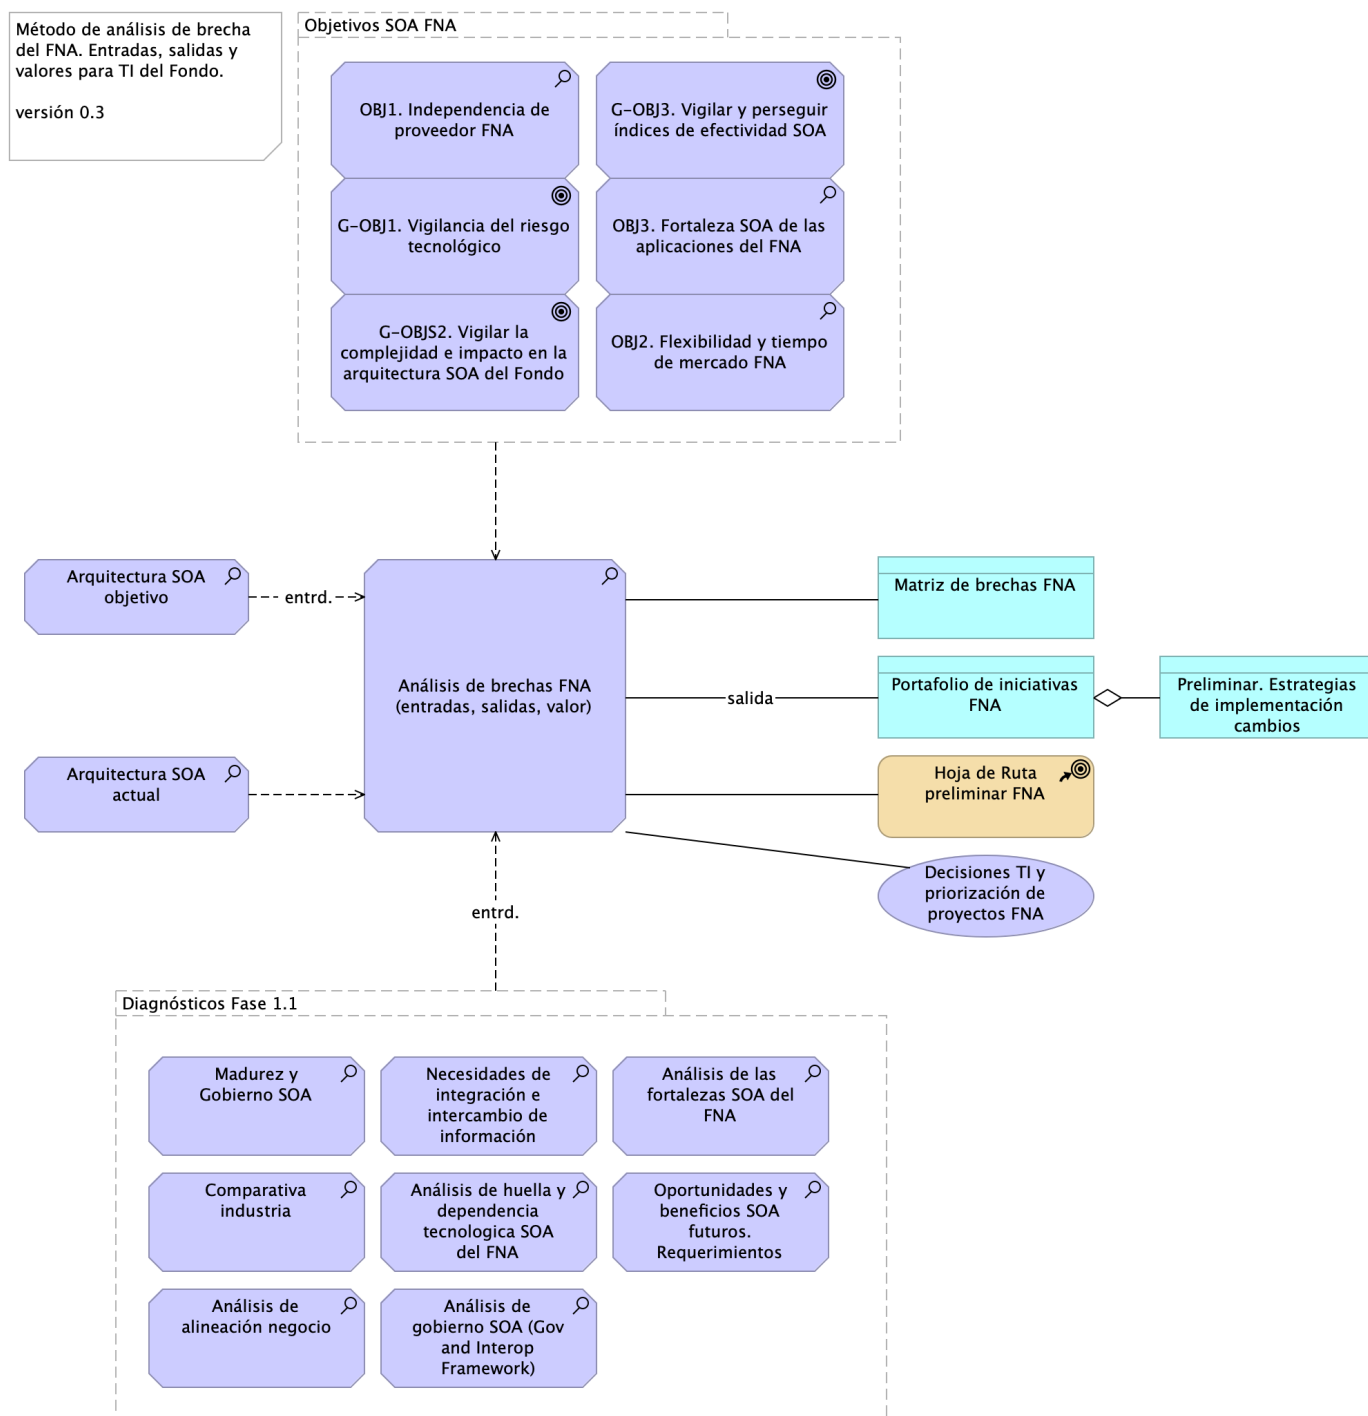 Método de análisis de brecha
del FNA. Entradas, salidas y
valores para TI del Fondo.
versión 0.3
Objetivos SOA FNA
OBJ1. Independencia de
proveedor FNA
G-OBJ3. Vigilar y perseguir
índices de efectividad SOA
G-OBJ1. Vigilancia del riesgo
tecnológico
OBJ3. Fortaleza SOA de las
aplicaciones del FNA
G-OBJS2. Vigilar la
complejidad e impacto en la
arquitectura SOA del Fondo
OBJ2. Flexibilidad y tiempo
de mercado FNA
Arquitectura SOA
objetivo
entrd.
Análisis de brechas FNA
(entradas, salidas, valor)
Matriz de brechas FNA
salida
Portafolio de iniciativas
FNA
Preliminar. Estrategias
de implementación
cambios
Arquitectura SOA
actual
Hoja de Ruta
preliminar FNA
Decisiones TI y
priorización de
proyectos FNA
entrd.
Diagnósticos Fase 1.1
Madurez y
Gobierno SOA
Necesidades de
integración e
intercambio de
información
Análisis de las
fortalezas SOA del
FNA
Comparativa
industria
Análisis de huella y
dependencia
tecnologica SOA
del FNA
Oportunidades y
beneficios SOA
futuros.
Requerimientos
Análisis de
alineación negocio
Análisis de
gobierno SOA (Gov
and Interop
Framework)